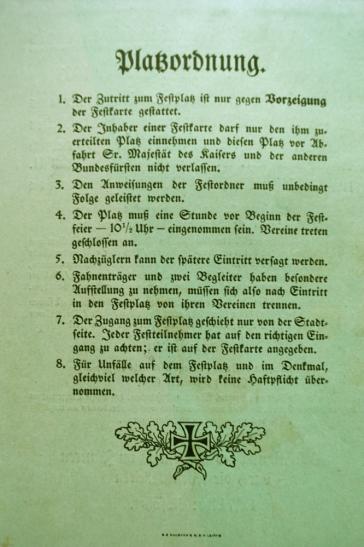 Platzordnung.
1. Der Zutritt zum Festplatz ist nur gegen Vorzeigung
der Festkarte gestattet.
2. Der Inhaber einer Festkarte darf nur den ihm zu-
erteilten Platz einnehmen und diesen Platz vor Ab-
fahrt Sr. Majestät des Kaisers und der anderen
Bundesfürsten nicht verlassen.
3. Den Anweisungen der Festordner muß unbedingt
Folge geleistet werden.
4. Der Platz muß eine Stunde vor Beginn der Fest-
feier — 10½ Uhr — eingenommen sein. Vereine treten
geschlossen an.
5. Nachzüglern kann der spätere Eintritt versagt werden.
6. Fahnenträger und zwei Begleiter haben besondere
Aufstellung zu nehmen, müssen sich also nach Eintritt
in den Festplatz von ihren Vereinen trennen.
7. Der Zugang zum Festplatz geschieht nur von der Stadt-
seite. Jeder Festteilnehmer hat auf den richtigen Ein-
gang zu achten; er ist auf der Festkarte angegeben.
8. Für Unfälle auf dem Festplatz und im Denkmal,
gleichviel welcher Art, wird keine Haftpflicht über-
nommen.